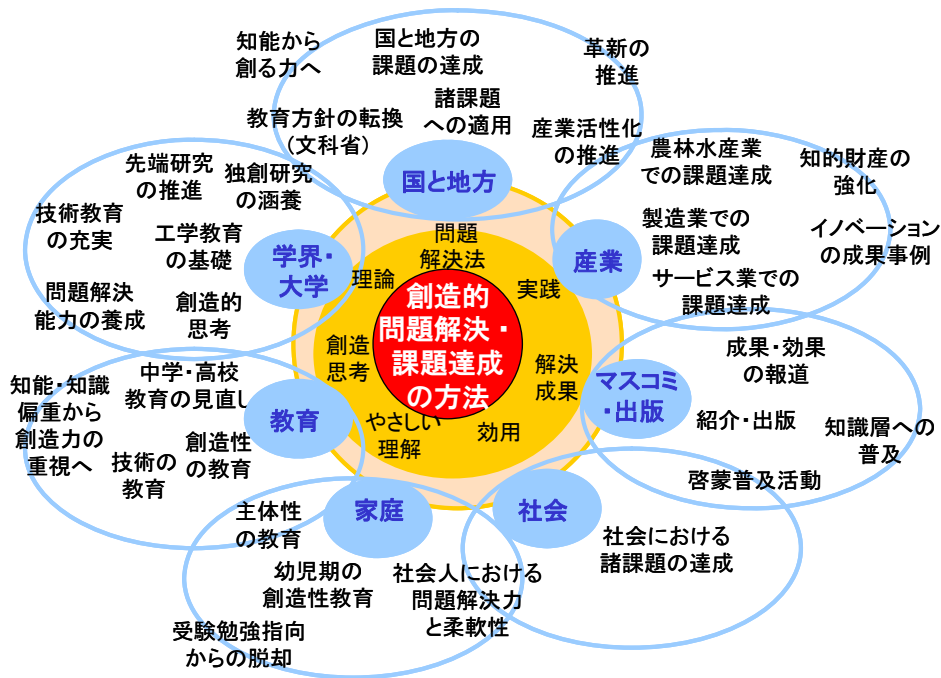 知能から
創る力へ
国と地方の
課題の達成
革新の
推進
教育方針の転換
(文科省)
諸課題
への適用
産業活性化
の推進
国と地方
先端研究
の推進
独創研究
の涵養
技術教育
の充実
工学教育
の基礎
問題解決
能力の養成
創造的
思考
学界・
大学
農林水産業
での課題達成
知的財産の
強化
製造業での
課題達成
イノベーション
の成果事例
サービス業での
課題達成
産業
問題
解決法
理論
実践
創造
思考
解決
成果
やさしい
理解
効用
創造的
問題解決・
課題達成
の方法
知能・知識
偏重から
創造力の
重視へ
中学・高校
教育の見直し
創造性
の教育
技術の
教育
教育
マスコミ
・出版
成果・効果
の報道
紹介・出版
知識層への
普及
啓蒙普及活動
家庭
主体性
の教育
幼児期の
創造性教育
受験勉強指向
からの脱却
社会人における
問題解決力
と柔軟性
社会
社会における
諸課題の達成